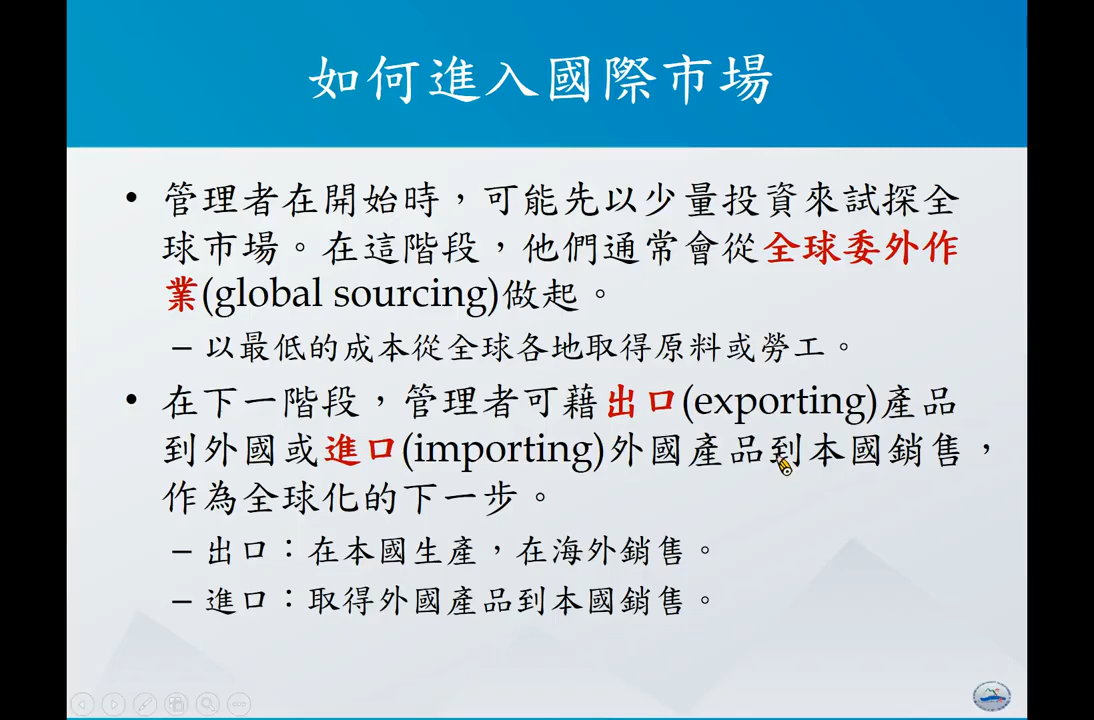 如何進入國際市場
• 管理者在開始時，可能先以少量投資來試探全
球市場。在這階段，他們通常會從全球委外作
業(global sourcing)做起。
– 以最低的成本從全球各地取得原料或勞工。
• 在下一階段，管理者可藉出口(exporting)產品
到外國或進口(importing)外國產品到本國銷售，
作為全球化的下一步。
– 出口：在本國生產，在海外銷售。
– 進口：取得外國產品到本國銷售。